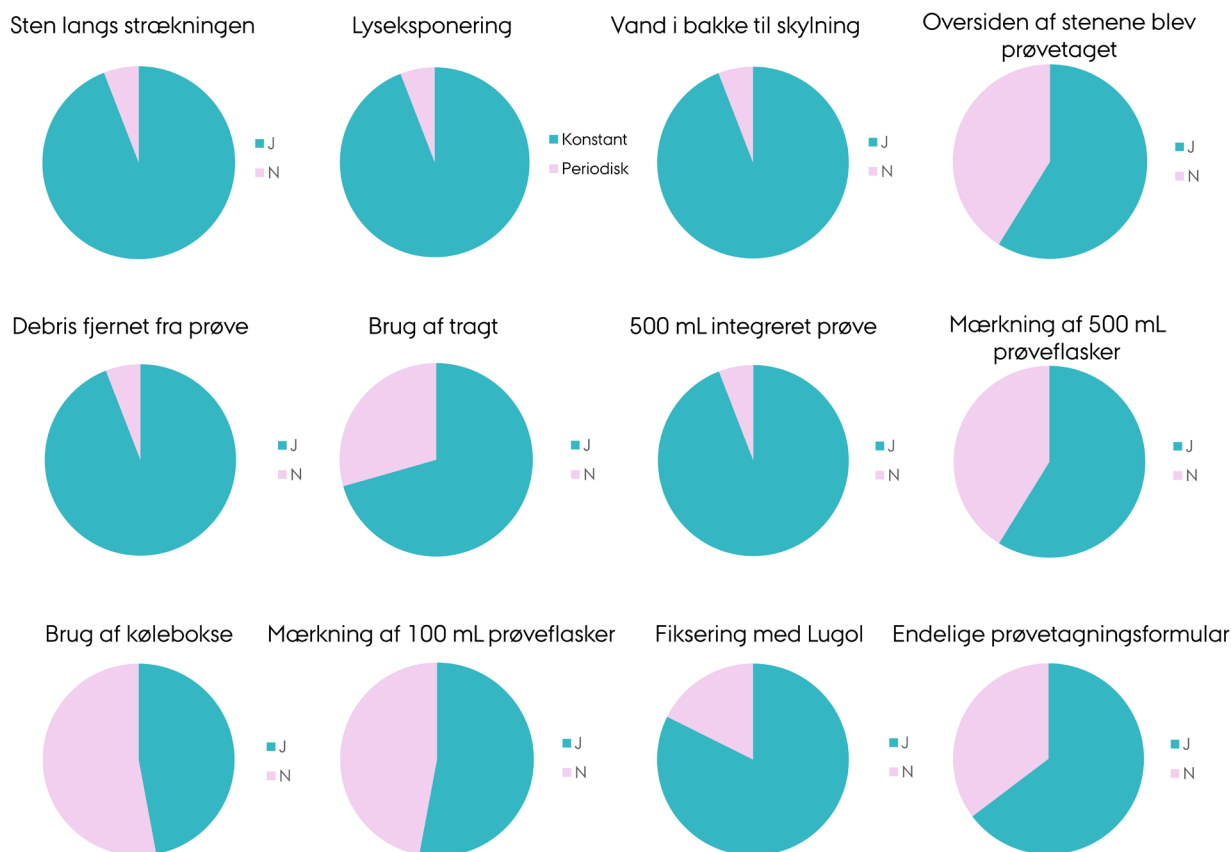 Sten langs strækningen
J
N
Lyseksponering
Konstant
Periodisk
Vand i bakke til skylning
J
N
Oversiden af stenene blev
prøvetaget
J
N
Debris fjernet fra prøve
J
N
Brug af tragt
J
N
500 mL integreret prøve
J
N
Mærkning af 500 mL
prøveflasker
J
N
Brug af kølebokse
J
N
Mærkning af 100 mL prøveflasker
J
N
Fiksering med Lugol
J
N
Endelige prøvetagningsformular
J
N